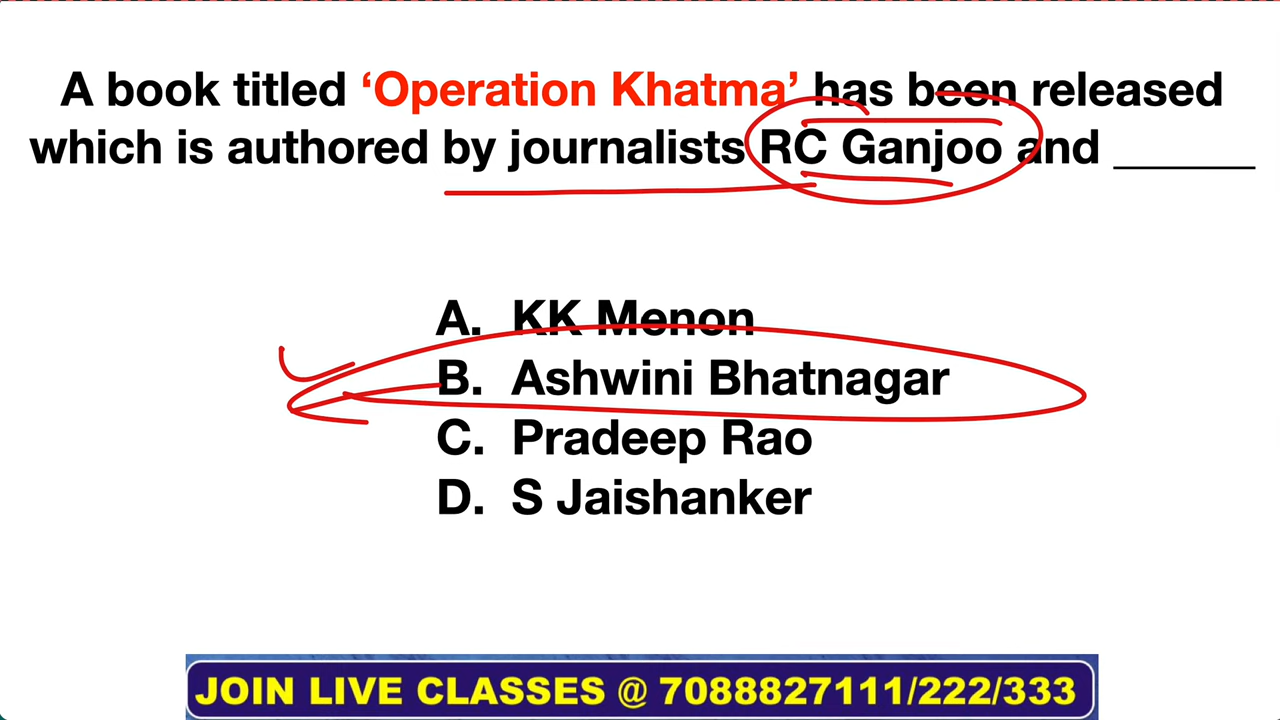 A book titled ‘Operation Khatma’ has been released
which is authored by journalists RC Ganjoo and _______
A. KK Menon
B. Ashwini Bhatnagar
C. Pradeep Rao
D. S Jaishanker
JOIN LIVE CLASSES @ 7088827111/222/333